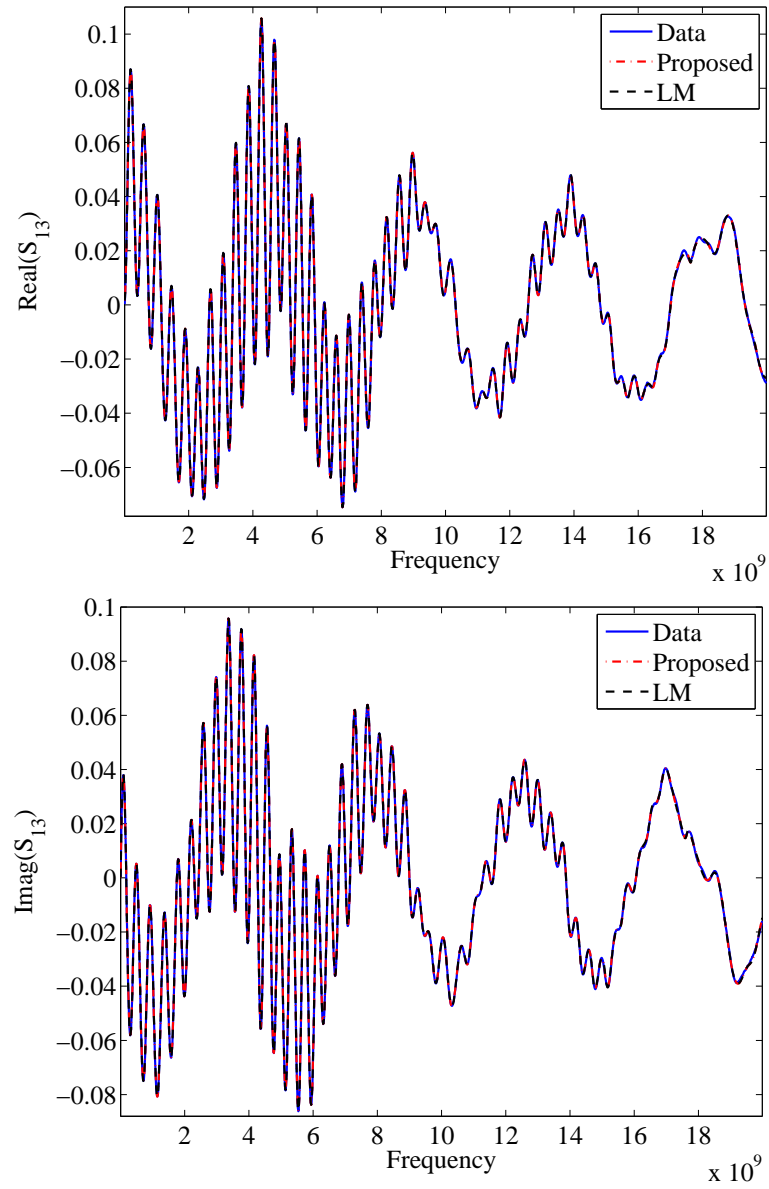 0.1
0.08
0.06
0.04
0.02
0
−0.02
−0.04
−0.06
Real(S13)
Data
Proposed
LM
2 4 6 8 10 12 14 16 18
Frequency
x 10^9
0.1
0.08
0.06
0.04
0.02
0
−0.02
−0.04
−0.06
−0.08
Imag(S13)
Data
Proposed
LM
2 4 6 8 10 12 14 16 18
Frequency
x 10^9